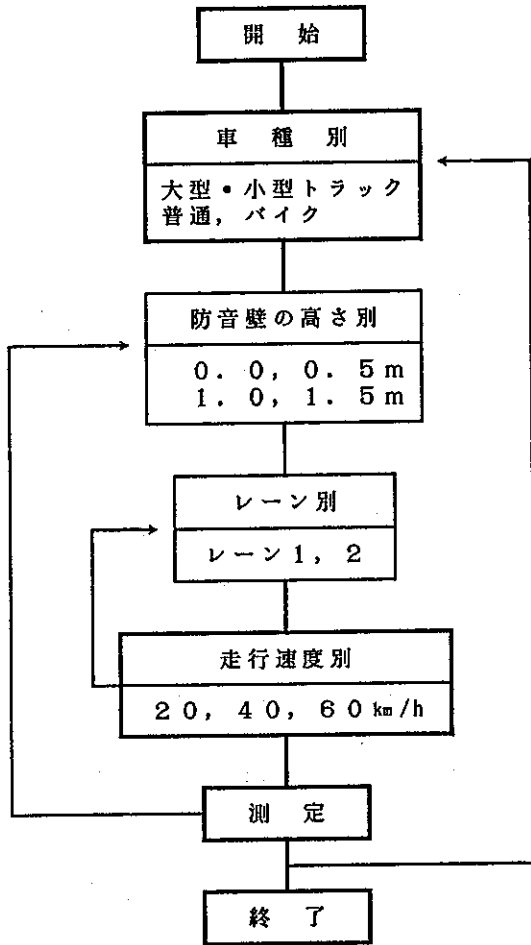 開 始
車 種 別
大型・小型トラック
普通, バイク
防音壁の高さ別
0. 0, 0. 5m
1. 0, 1. 5m
レーン別
レーン1, 2
走行速度別
20, 40, 60㎞/h
測 定
終 了